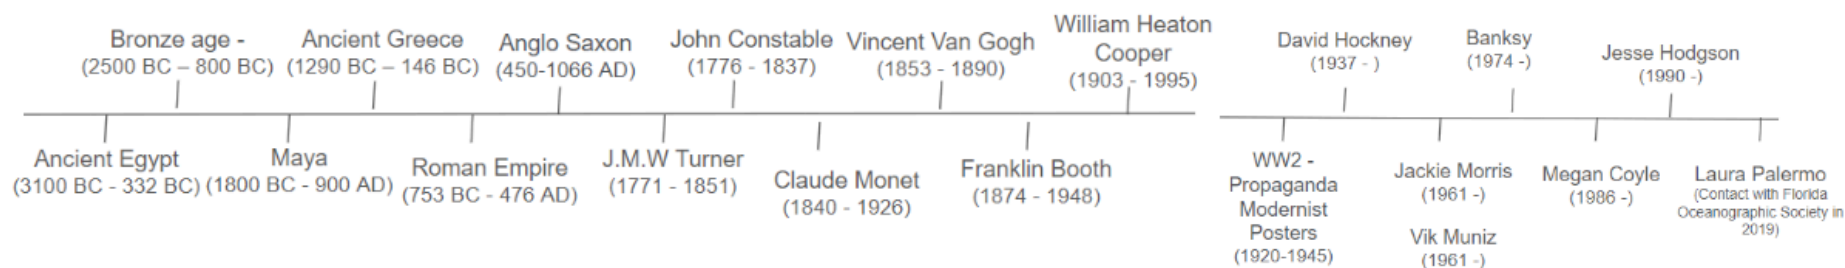 Bronze age -
(2500 BC – 800 BC)
Ancient Greece
(1290 BC – 146 BC)
Anglo Saxon
(450-1066 AD)
John Constable
(1776 - 1837)
Vincent Van Gogh
(1853 - 1890)
William Heaton
Cooper
(1903 - 1995)
David Hockney
(1937 - )
Banksy
(1974 -)
Jesse Hodgson
(1990 -)
Ancient Egypt
(3100 BC - 332 BC)
Maya
(1800 BC - 900 AD)
Roman Empire
(753 BC - 476 AD)
J.M.W Turner
(1771 - 1851)
Claude Monet
(1840 - 1926)
Franklin Booth
(1874 - 1948)
WW2 -
Propaganda
Modernist
Posters
(1920-1945)
Jackie Morris
(1961 -)
Vik Muniz
(1961 -)
Megan Coyle
(1986 -)
Laura Palermo
(Contact with Florida
Oceanographic Society in
2019)